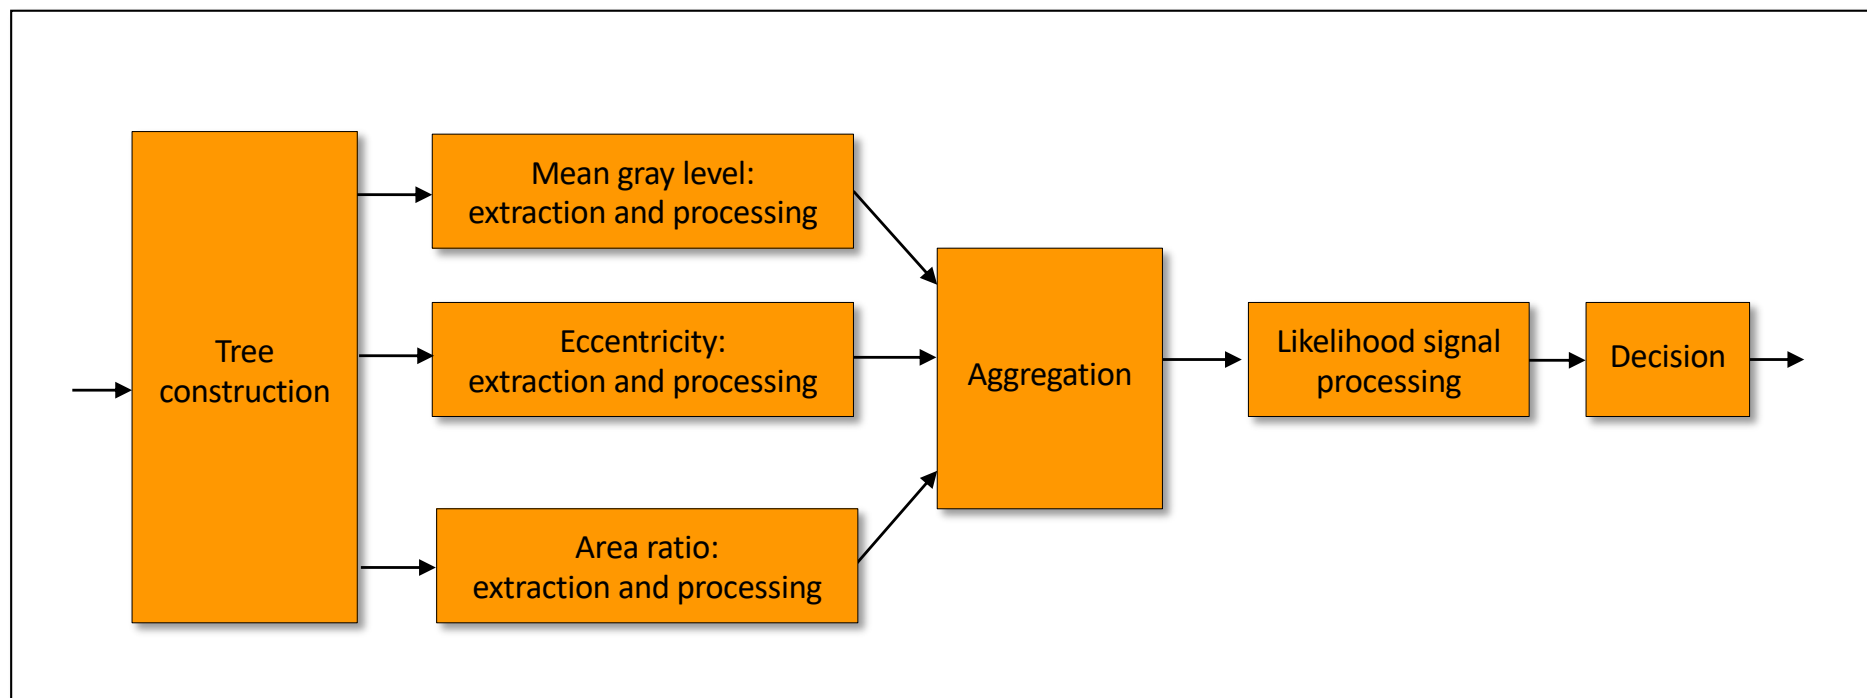 Tree
construction
Mean gray level:
extraction and processing
Eccentricity:
extraction and processing
Area ratio:
extraction and processing
Aggregation
Likelihood signal
processing
Decision